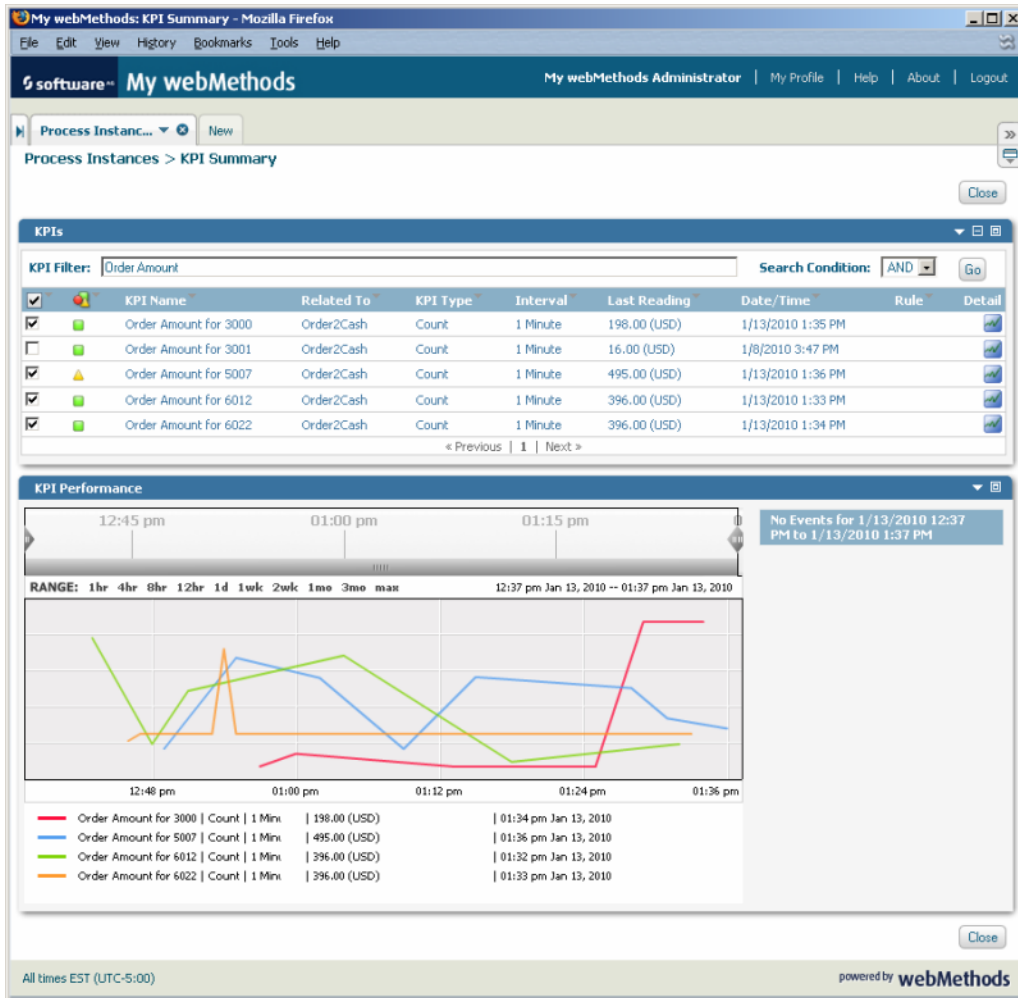 My webMethods: KPI Summary - Mozilla Firefox
File Edit View History Bookmarks Tools Help
software AG My webMethods
My webMethods Administrator | My Profile | Help | About | Logout
Process Instanc... New
Process Instances > KPI Summary
Close
KPIs
KPI Filter: Order Amount Search Condition: AND Go
KPI Name Related To KPI Type Interval Last Reading Date/Time Rule Detail
Order Amount for 3000 Order2Cash Count 1 Minute 198.00 (USD) 1/13/2010 1:35 PM
Order Amount for 3001 Order2Cash Count 1 Minute 16.00 (USD) 1/8/2010 3:47 PM
Order Amount for 5007 Order2Cash Count 1 Minute 495.00 (USD) 1/13/2010 1:36 PM
Order Amount for 6012 Order2Cash Count 1 Minute 396.00 (USD) 1/13/2010 1:33 PM
Order Amount for 6022 Order2Cash Count 1 Minute 396.00 (USD) 1/13/2010 1:34 PM
« Previous | 1 | Next »
KPI Performance
12:45 pm 01:00 pm 01:15 pm 0
No Events for 1/13/2010 12:37
PM to 1/13/2010 1:37 PM
RANGE: 1hr 4hr 8hr 12hr 1d 1wk 2wk 1mo 3mo max 12:37 pm Jan 13, 2010 -- 01:37 pm Jan 13, 2010
12:48 pm 01:00 pm 01:12 pm 01:24 pm 01:36 pm
Order Amount for 3000 | Count | 1 Minu | 198.00 (USD) | 01:34 pm Jan 13, 2010
Order Amount for 5007 | Count | 1 Minu | 495.00 (USD) | 01:36 pm Jan 13, 2010
Order Amount for 6012 | Count | 1 Minu | 396.00 (USD) | 01:32 pm Jan 13, 2010
Order Amount for 6022 | Count | 1 Minu | 396.00 (USD) | 01:33 pm Jan 13, 2010
Close
All times EST (UTC-5:00)
powered by webMethods